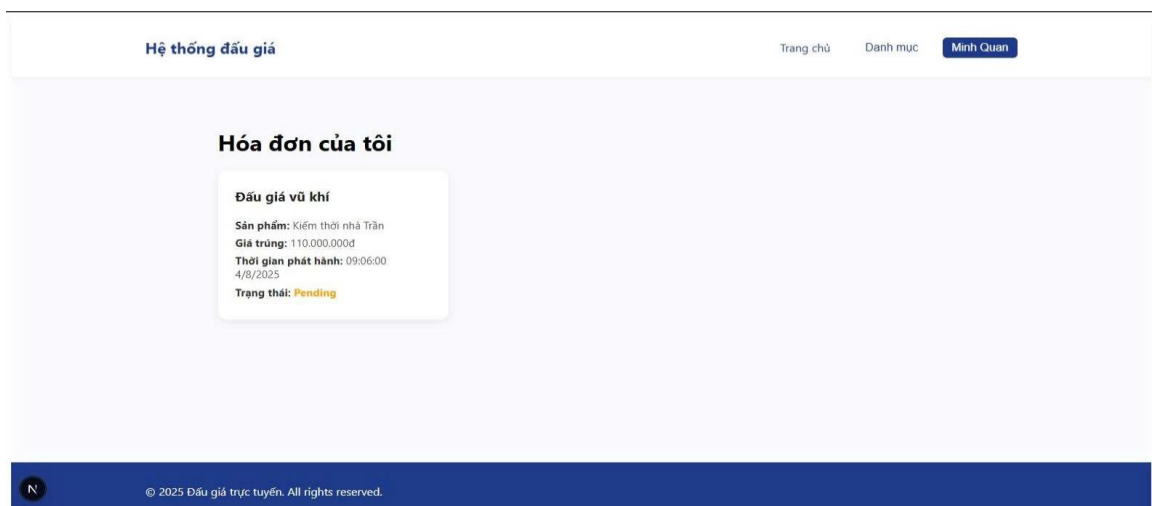 Hệ thống đấu giá
Trang chủ
Danh mục
Minh Quan
Hóa đơn của tôi
Đấu giá vũ khí
Sản phẩm: Kiếm thời nhà Trần
Giá trúng: 110.000.000đ
Thời gian phát hành: 09:06:00
4/8/2025
Trạng thái: Pending
N
© 2025 Đấu giá trực tuyến. All rights reserved.